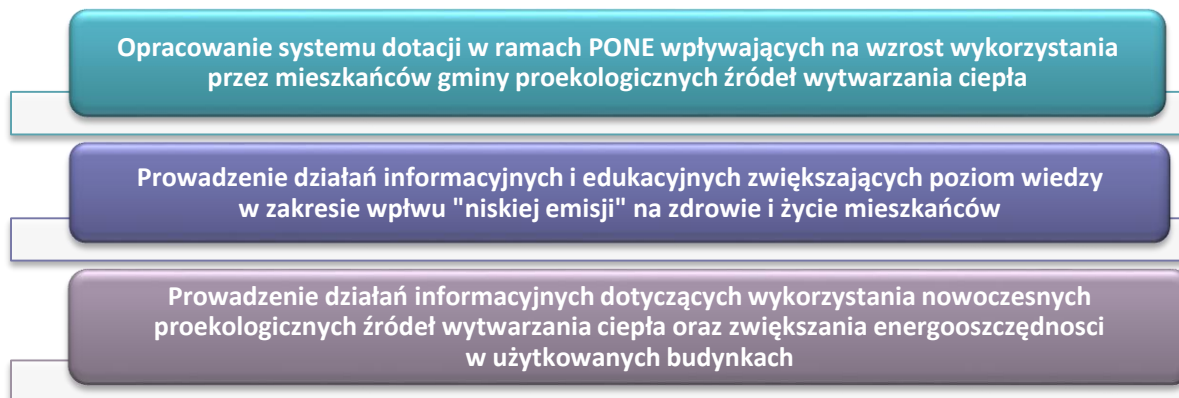 Opracowanie systemu dotacji w ramach PONE wpływających na wzrost wykorzystania
przez mieszkańców gminy proekologicznych źródeł wytwarzania ciepła
Prowadzenie działań informacyjnych i edukacyjnych zwiększających poziom wiedzy
w zakresie wpłwu "niskiej emisji" na zdrowie i życie mieszkańców
Prowadzenie działań informacyjnych dotyczących wykorzystania nowoczesnych
proekologicznych źródeł wytwarzania ciepła oraz zwiększania energooszczędnosci
w użytkowanych budynkach